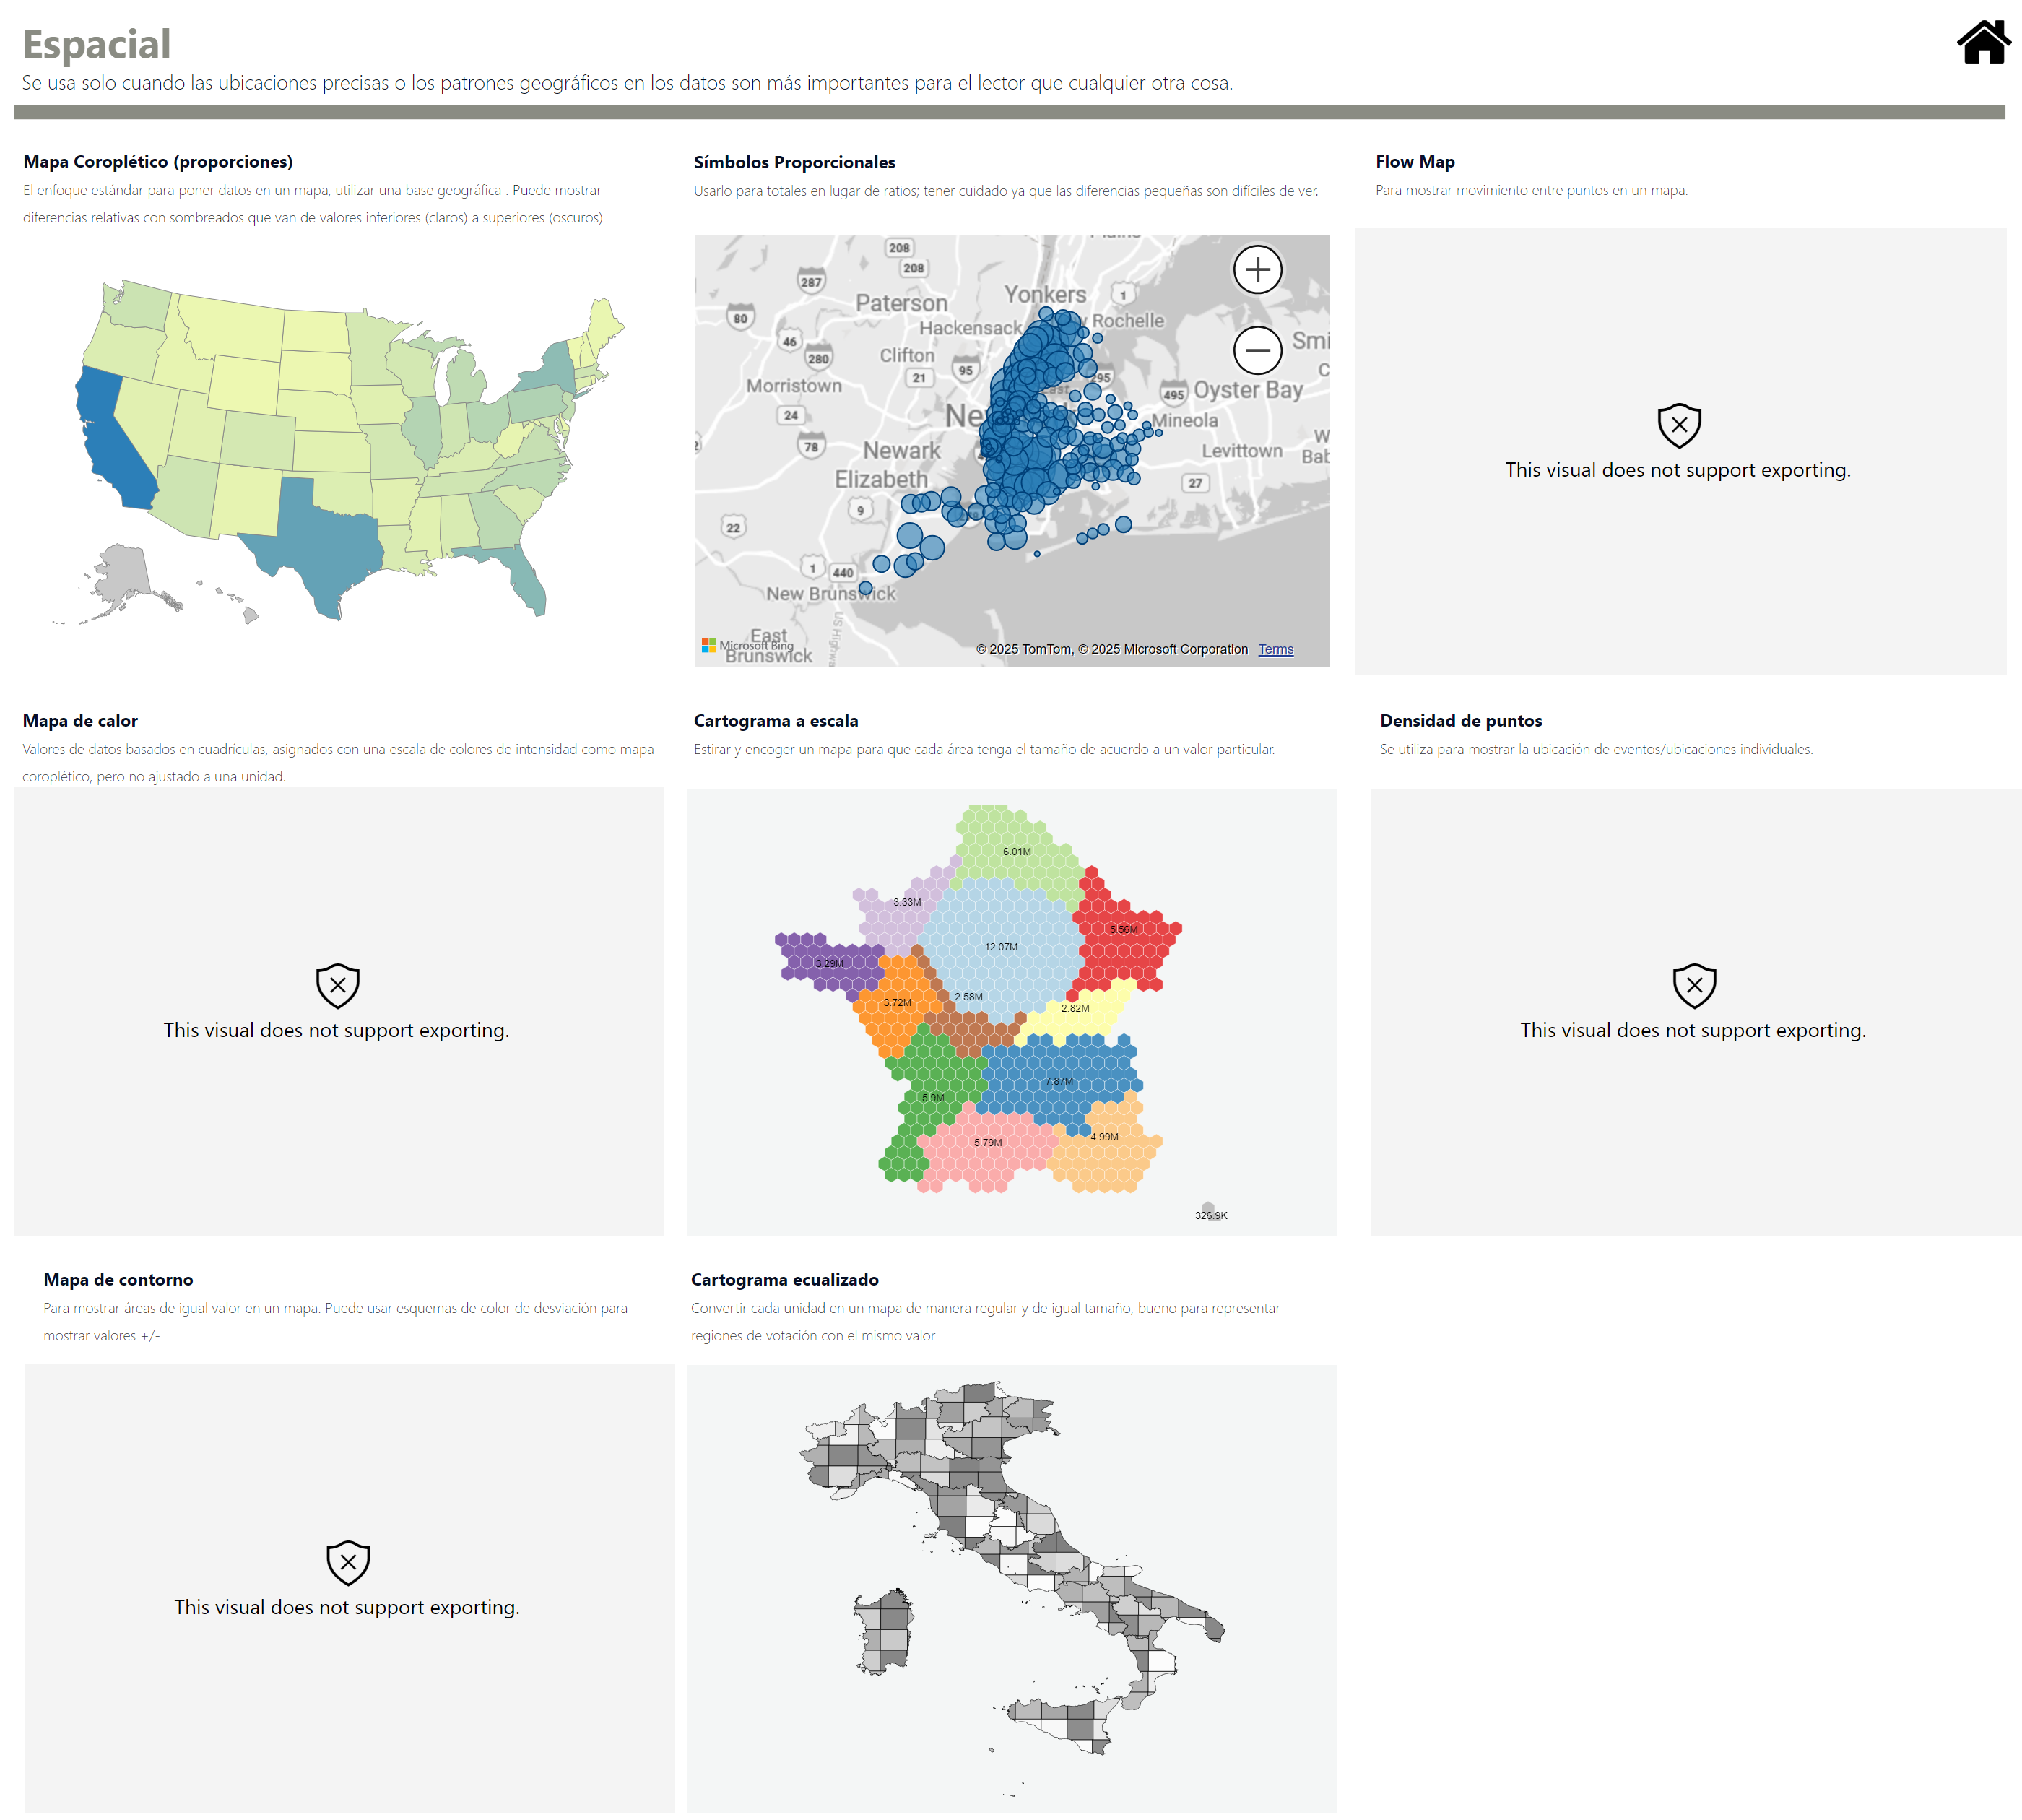 Espacial
Se usa solo cuando las ubicaciones precisas o los patrones geográficos en los datos son más importantes para el lector que cualquier otra cosa.
Mapa Coroplético (proporciones)
El enfoque estándar para poner datos en un mapa, utilizar una base geográfica . Puede mostrar
diferencias relativas con sombreados que van de valores inferiores (claros) a superiores (oscuros)
Símbolos Proporcionales
Usarlo para totales en lugar de ratios; tener cuidado ya que las diferencias pequeñas son difíciles de ver.
208
208
287
Paterson
Yonkers
1
80
Hackensack
Rochelle
46
280
Clifton
95
Smi
21
295
Morristown
495
Oyster Bay
24
Mineola
78
Newark
Levittown
Elizabeth
27
9
22
1
440
New Brunswick
US Highwa
East
Brunswick
Microsoft Bing
© 2025 TomTom, © 2025 Microsoft Corporation Terms
Flow Map
Para mostrar movimiento entre puntos en un mapa.
This visual does not support exporting.
Mapa de calor
Valores de datos basados en cuadrículas, asignados con una escala de colores de intensidad como mapa
coroplético, pero no ajustado a una unidad.
This visual does not support exporting.
Cartograma a escala
Estirar y encoger un mapa para que cada área tenga el tamaño de acuerdo a un valor particular.
6.01M
3.33M
5.56M
12.07M
3.29M
2.58M
3.72M
2.82M
7.87M
5.9M
4.99M
5.79M
326.9K
Densidad de puntos
Se utiliza para mostrar la ubicación de eventos/ubicaciones individuales.
This visual does not support exporting.
Mapa de contorno
Para mostrar áreas de igual valor en un mapa. Puede usar esquemas de color de desviación para
mostrar valores +/-
This visual does not support exporting.
Cartograma ecualizado
Convertir cada unidad en un mapa de manera regular y de igual tamaño, bueno para representar
regiones de votación con el mismo valor